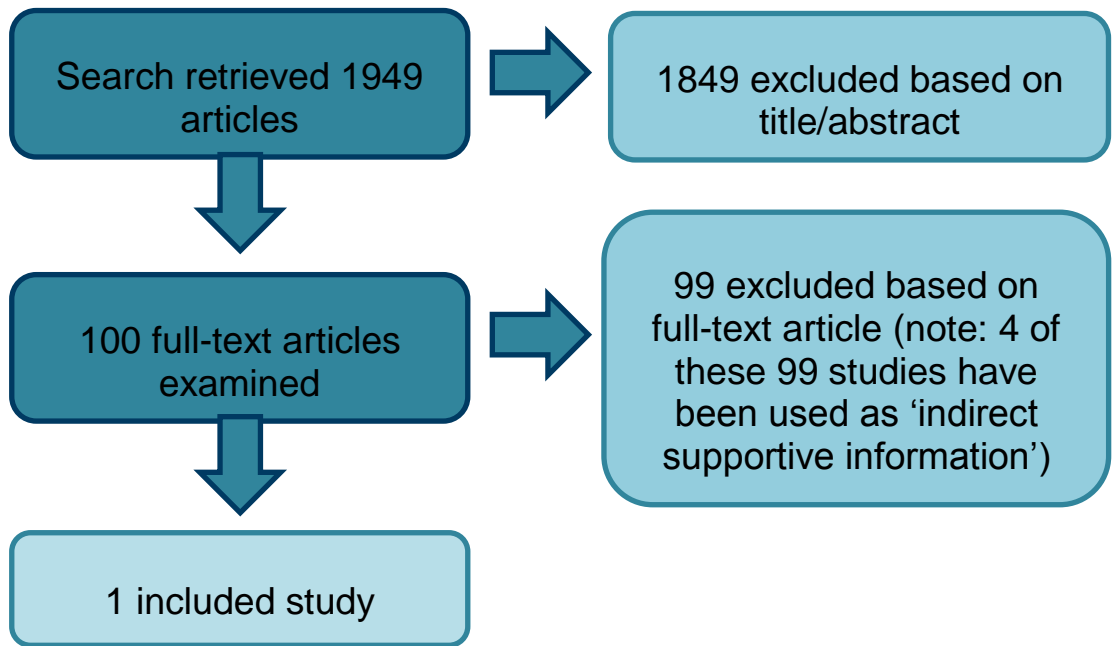 Search retrieved 1949
articles
1849 excluded based on
title/abstract
100 full-text articles
examined
99 excluded based on
full-text article (note: 4 of
these 99 studies have
been used as ‘indirect
supportive information’)
1 included study